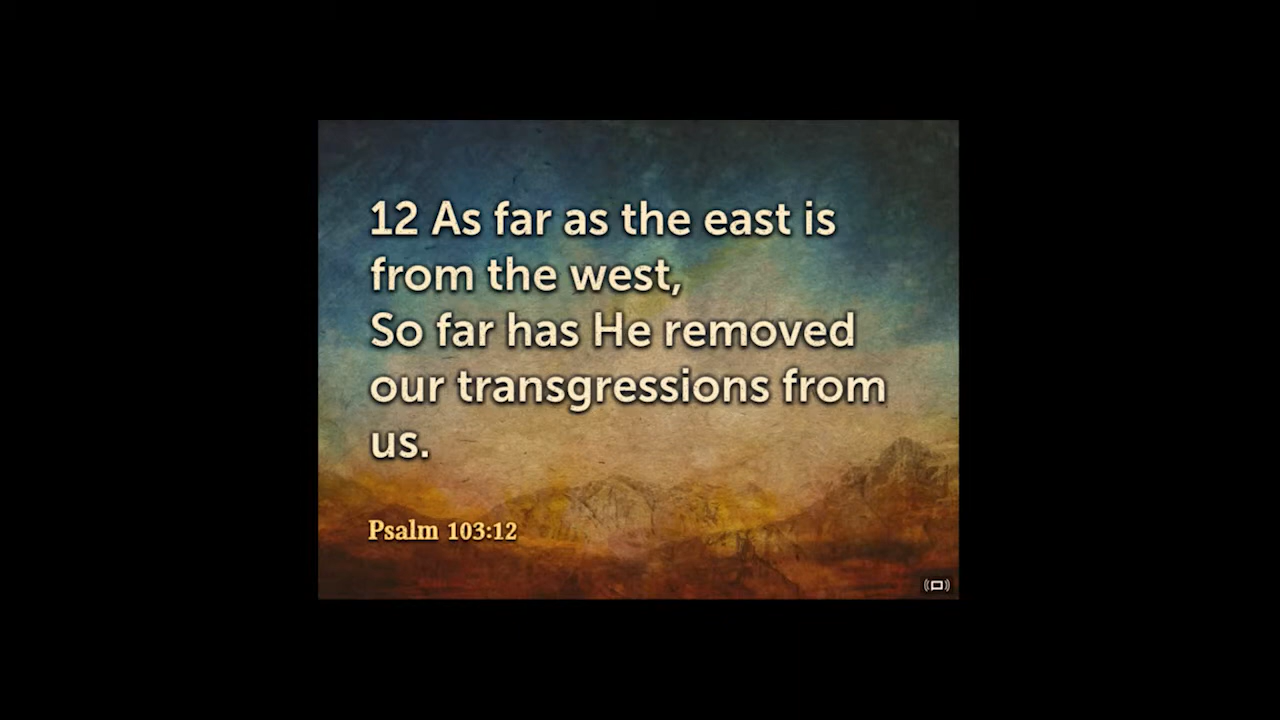 12 As far as the east is
from the west,
So far has He removed
our transgressions from
us.
Psalm 103:12